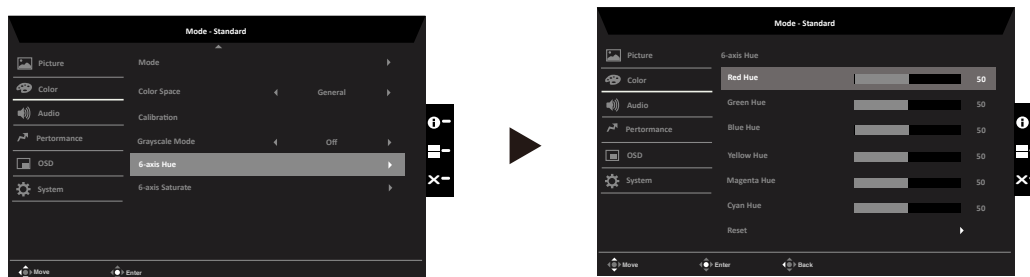 Mode - Standard
Picture
Mode
Color
Color Space General
Audio
Calibration
Pertormance
Grayscale Mode Off
OSD
6-axis Hue
System
6-axis Saturate
Move Enter
Mode - Standard
Picture
6-axis Hue
Color
Red Hue 50
Audio
Green Hue 50
Pertormance
Blue Hue 50
OSD
Yellow Hue 50
System
Magenta Hue 50
Cyan Hue 50
Reset
Move Enter Back